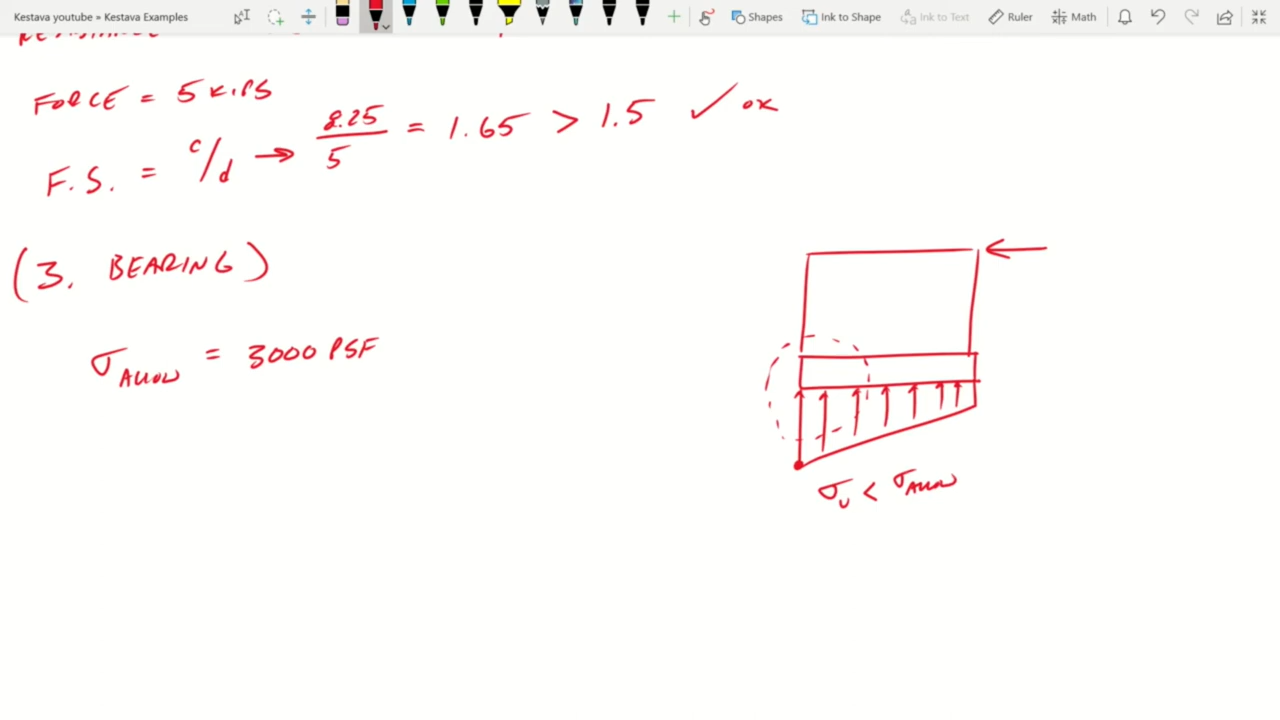 Kestava youtube » Kestava Examples
Shapes
Ink to Shape
Ink to Text
Ruler
Math
FORCE = 5 KIPS
F.S. = c/d → 8.25/5 = 1.65 > 1.5 ✓ OK
(3. BEARING)
σALLOW = 3000 PSF
σv < σALLOW